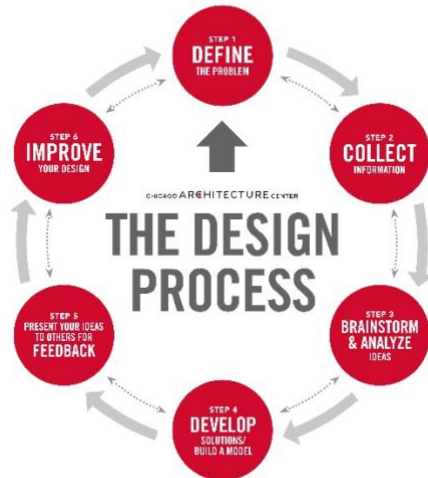 STEP 1
DEFINE
THE PROBLEM
STEP 2
COLLECT
INFORMATION
STEP 3
BRAINSTORM
& ANALYZE
IDEAS
STEP 4
DEVELOP
SOLUTIONS/
BUILD A MODEL
STEP 5
PRESENT YOUR IDEAS
TO OTHERS FOR
FEEDBACK
STEP 6
IMPROVE
YOUR DESIGN
CHICAGO ARCHITECTURE CENTER
THE DESIGN
PROCESS